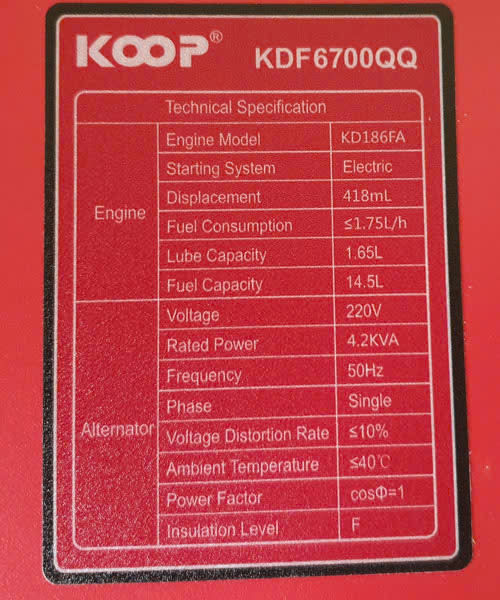 KOOP® KDF6700QQ
Technical Specification
Engine
Engine Model KD186FA
Starting System Electric
Displacement 418mL
Fuel Consumption ≤1.75L/h
Lube Capacity 1.65L
Fuel Capacity 14.5L
Alternator
Voltage 220V
Rated Power 4.2KVA
Frequency 50Hz
Phase Single
Voltage Distortion Rate ≤10%
Ambient Temperature ≤40℃
Power Factor cosΦ=1
Insulation Level F